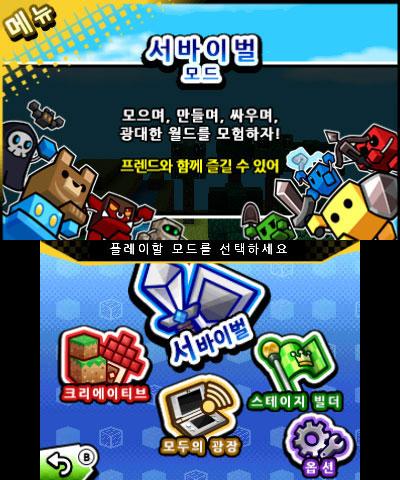 메뉴
서바이벌
모드
모으며, 만들며, 싸우며,
광대한 월드를 모험하자!
프렌드와 함께 즐길 수 있어
플레이할 모드를 선택하세요
서바이벌
크리에이티브
스테이지 빌더
모두의 광장
옵션
B